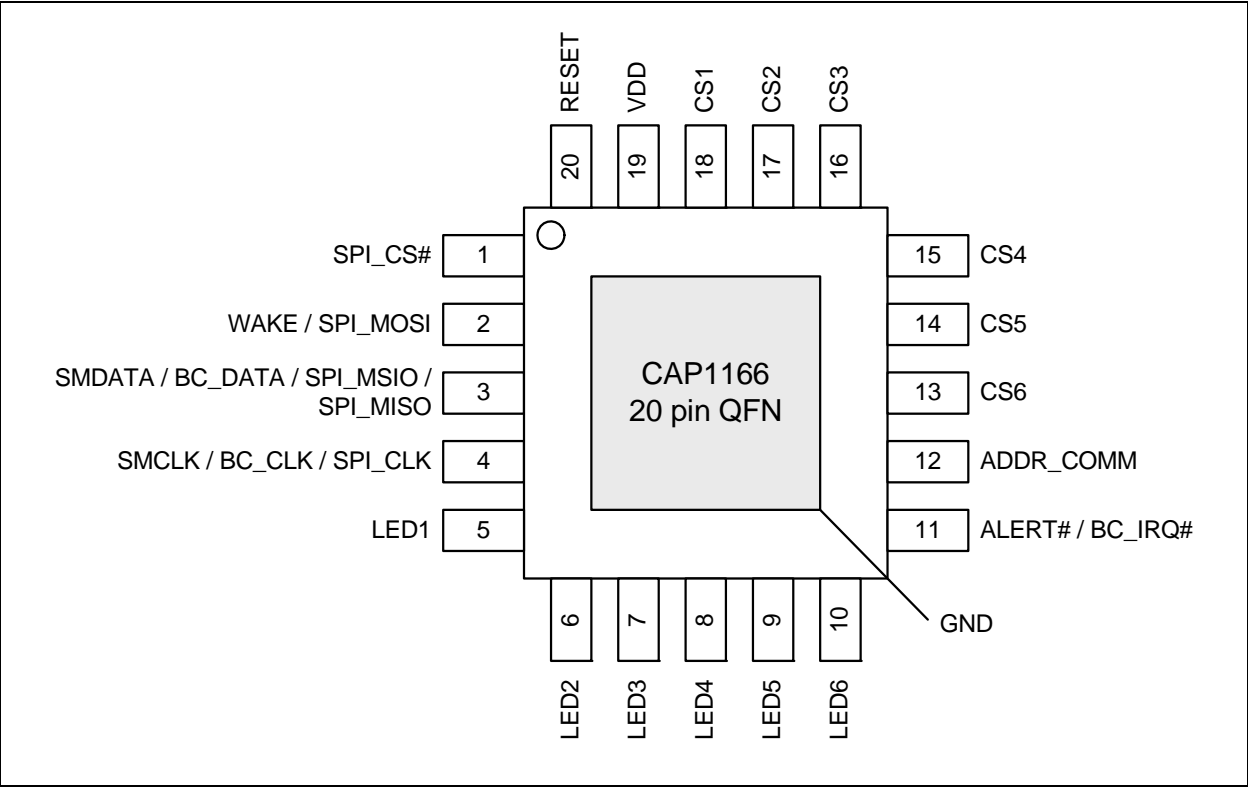 RESET
VDD
CS1
CS2
CS3
20
19
18
17
16
SPI_CS#
1
15
CS4
WAKE / SPI_MOSI
2
14
CS5
SMDATA / BC_DATA / SPI_MSIO /
SPI_MISO
3
CAP1166
20 pin QFN
13
CS6
SMCLK / BC_CLK / SPI_CLK
4
12
ADDR_COMM
LED1
5
11
ALERT# / BC_IRQ#
6
7
8
9
10
GND
LED2
LED3
LED4
LED5
LED6